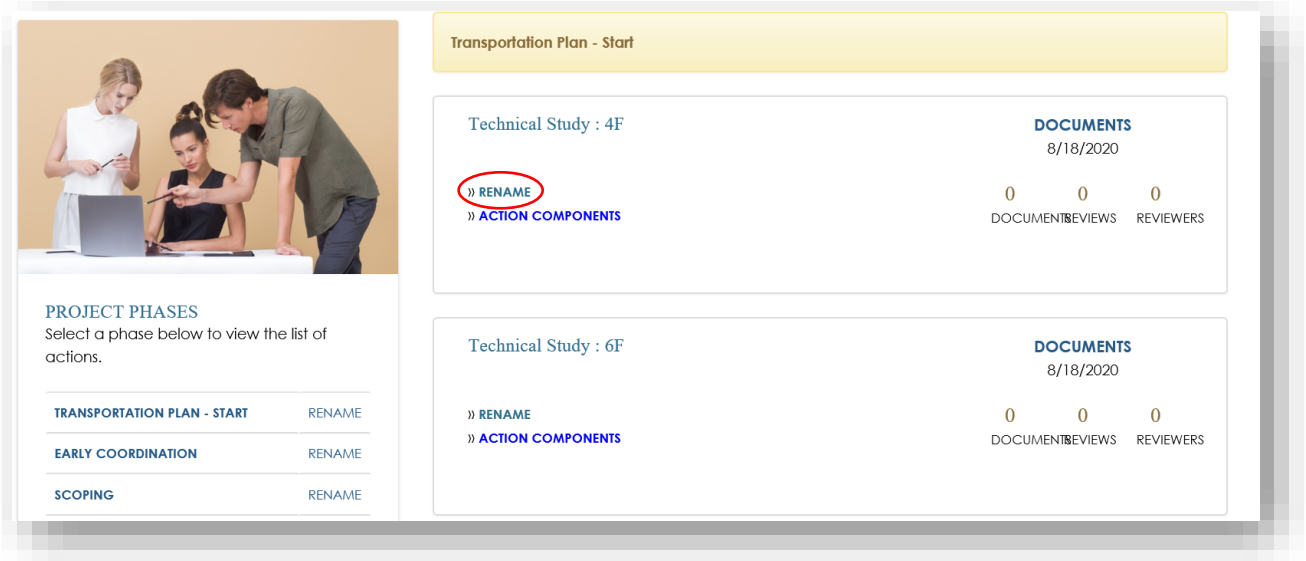 Transportation Plan - Start
Technical Study : 4F
DOCUMENTS
8/18/2020
» RENAME
» ACTION COMPONENTS
0 0 0
DOCUMENTS REVIEWS REVIEWERS
Technical Study : 6F
DOCUMENTS
8/18/2020
» RENAME
» ACTION COMPONENTS
0 0 0
DOCUMENTS REVIEWS REVIEWERS
PROJECT PHASES
Select a phase below to view the list of
actions.
TRANSPORTATION PLAN - START RENAME
EARLY COORDINATION RENAME
SCOPING RENAME